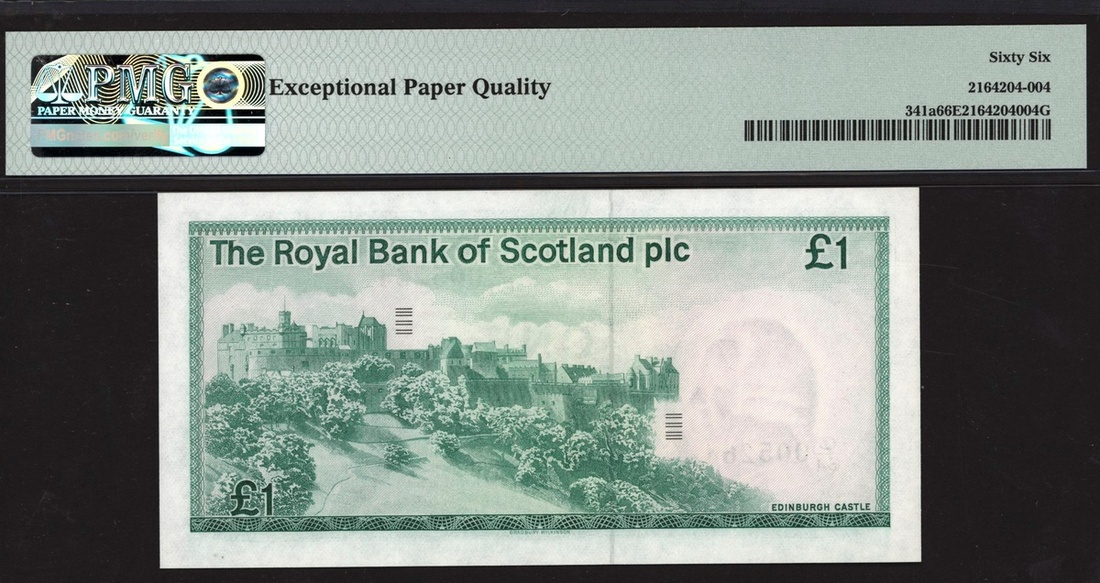 PMG
PAPER MONEY GUARANTY
Exceptional Paper Quality
Sixty Six
2164204-004
341a66E2164204004G
The Royal Bank of Scotland plc
£1
£1
EDINBURGH CASTLE
BRADBURY WILKINSON